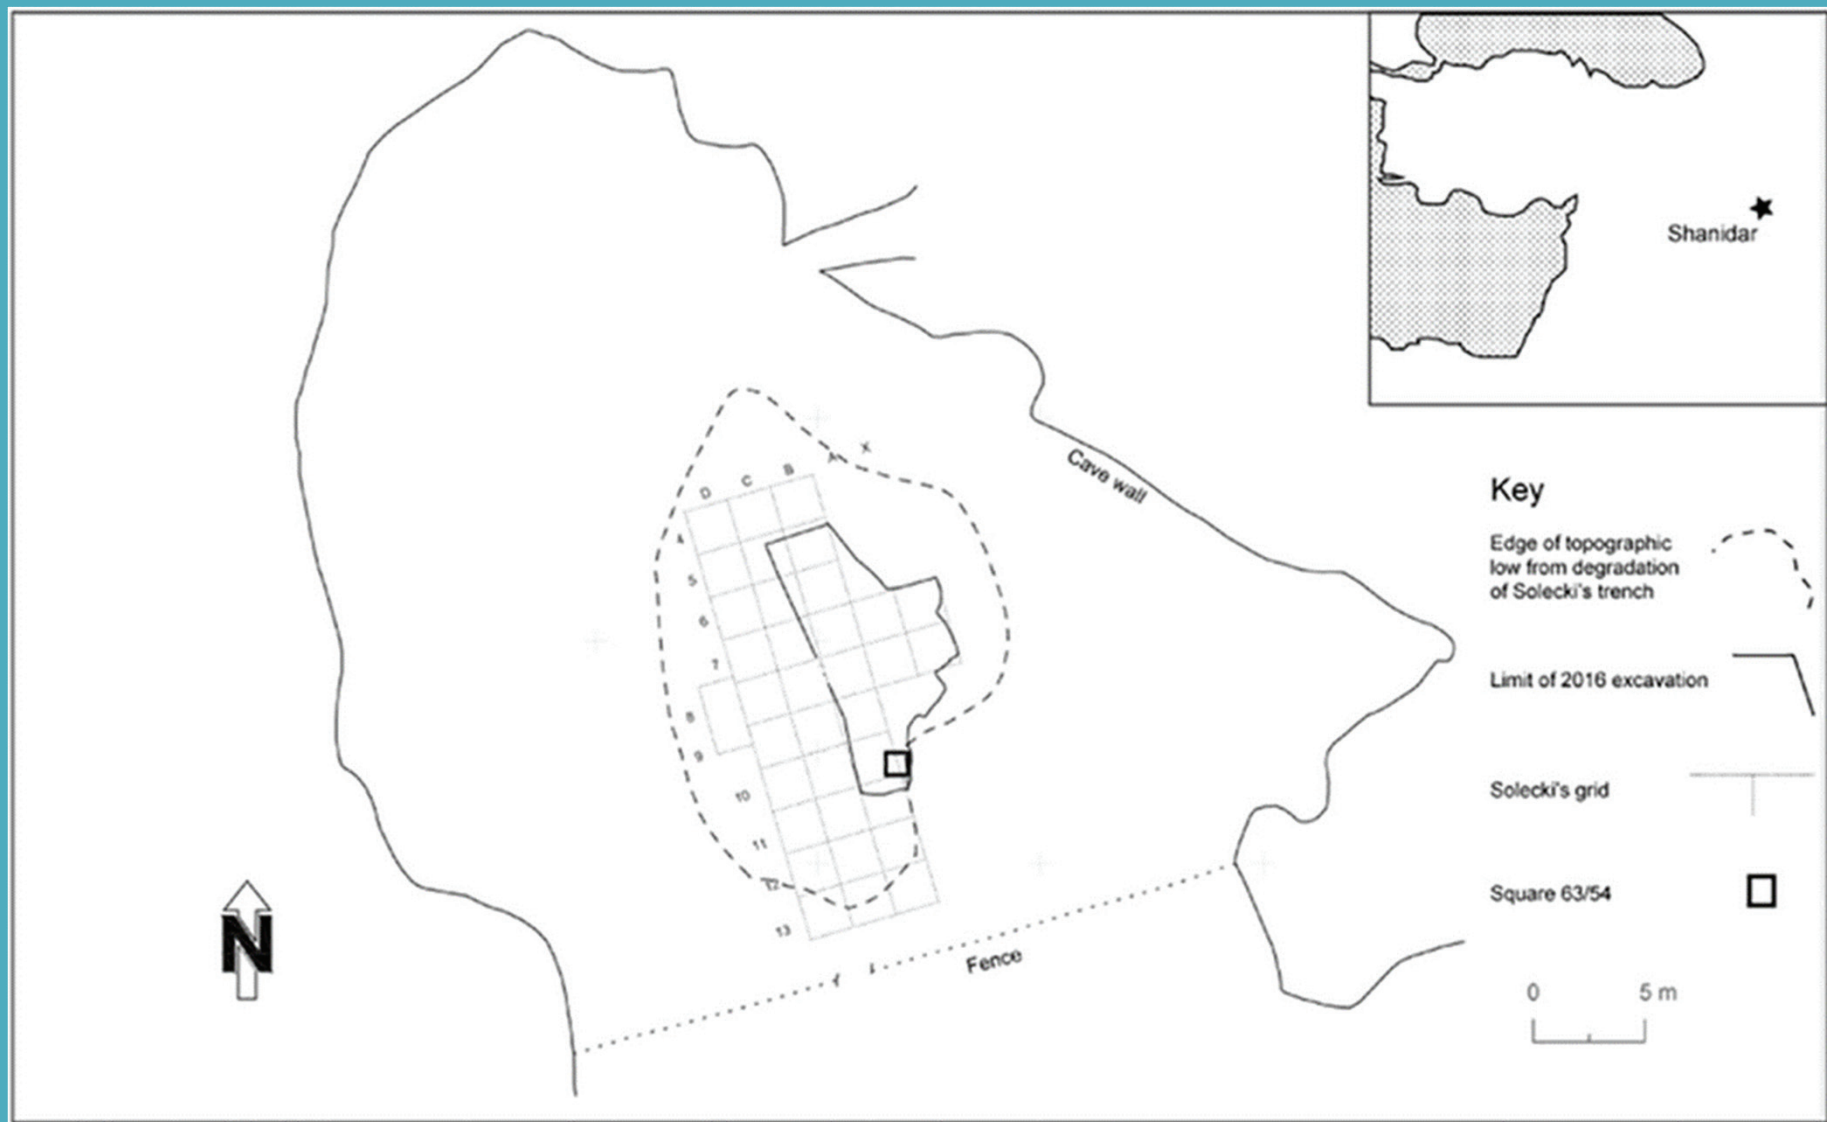 Shanidar
Cave wall
D C B A X
4
5
6
7
8
9
10
11
12
13
Fence
N
Key
Edge of topographic
low from degradation
of Solecki's trench
Limit of 2016 excavation
Solecki's grid
Square 63/54
0 5 m